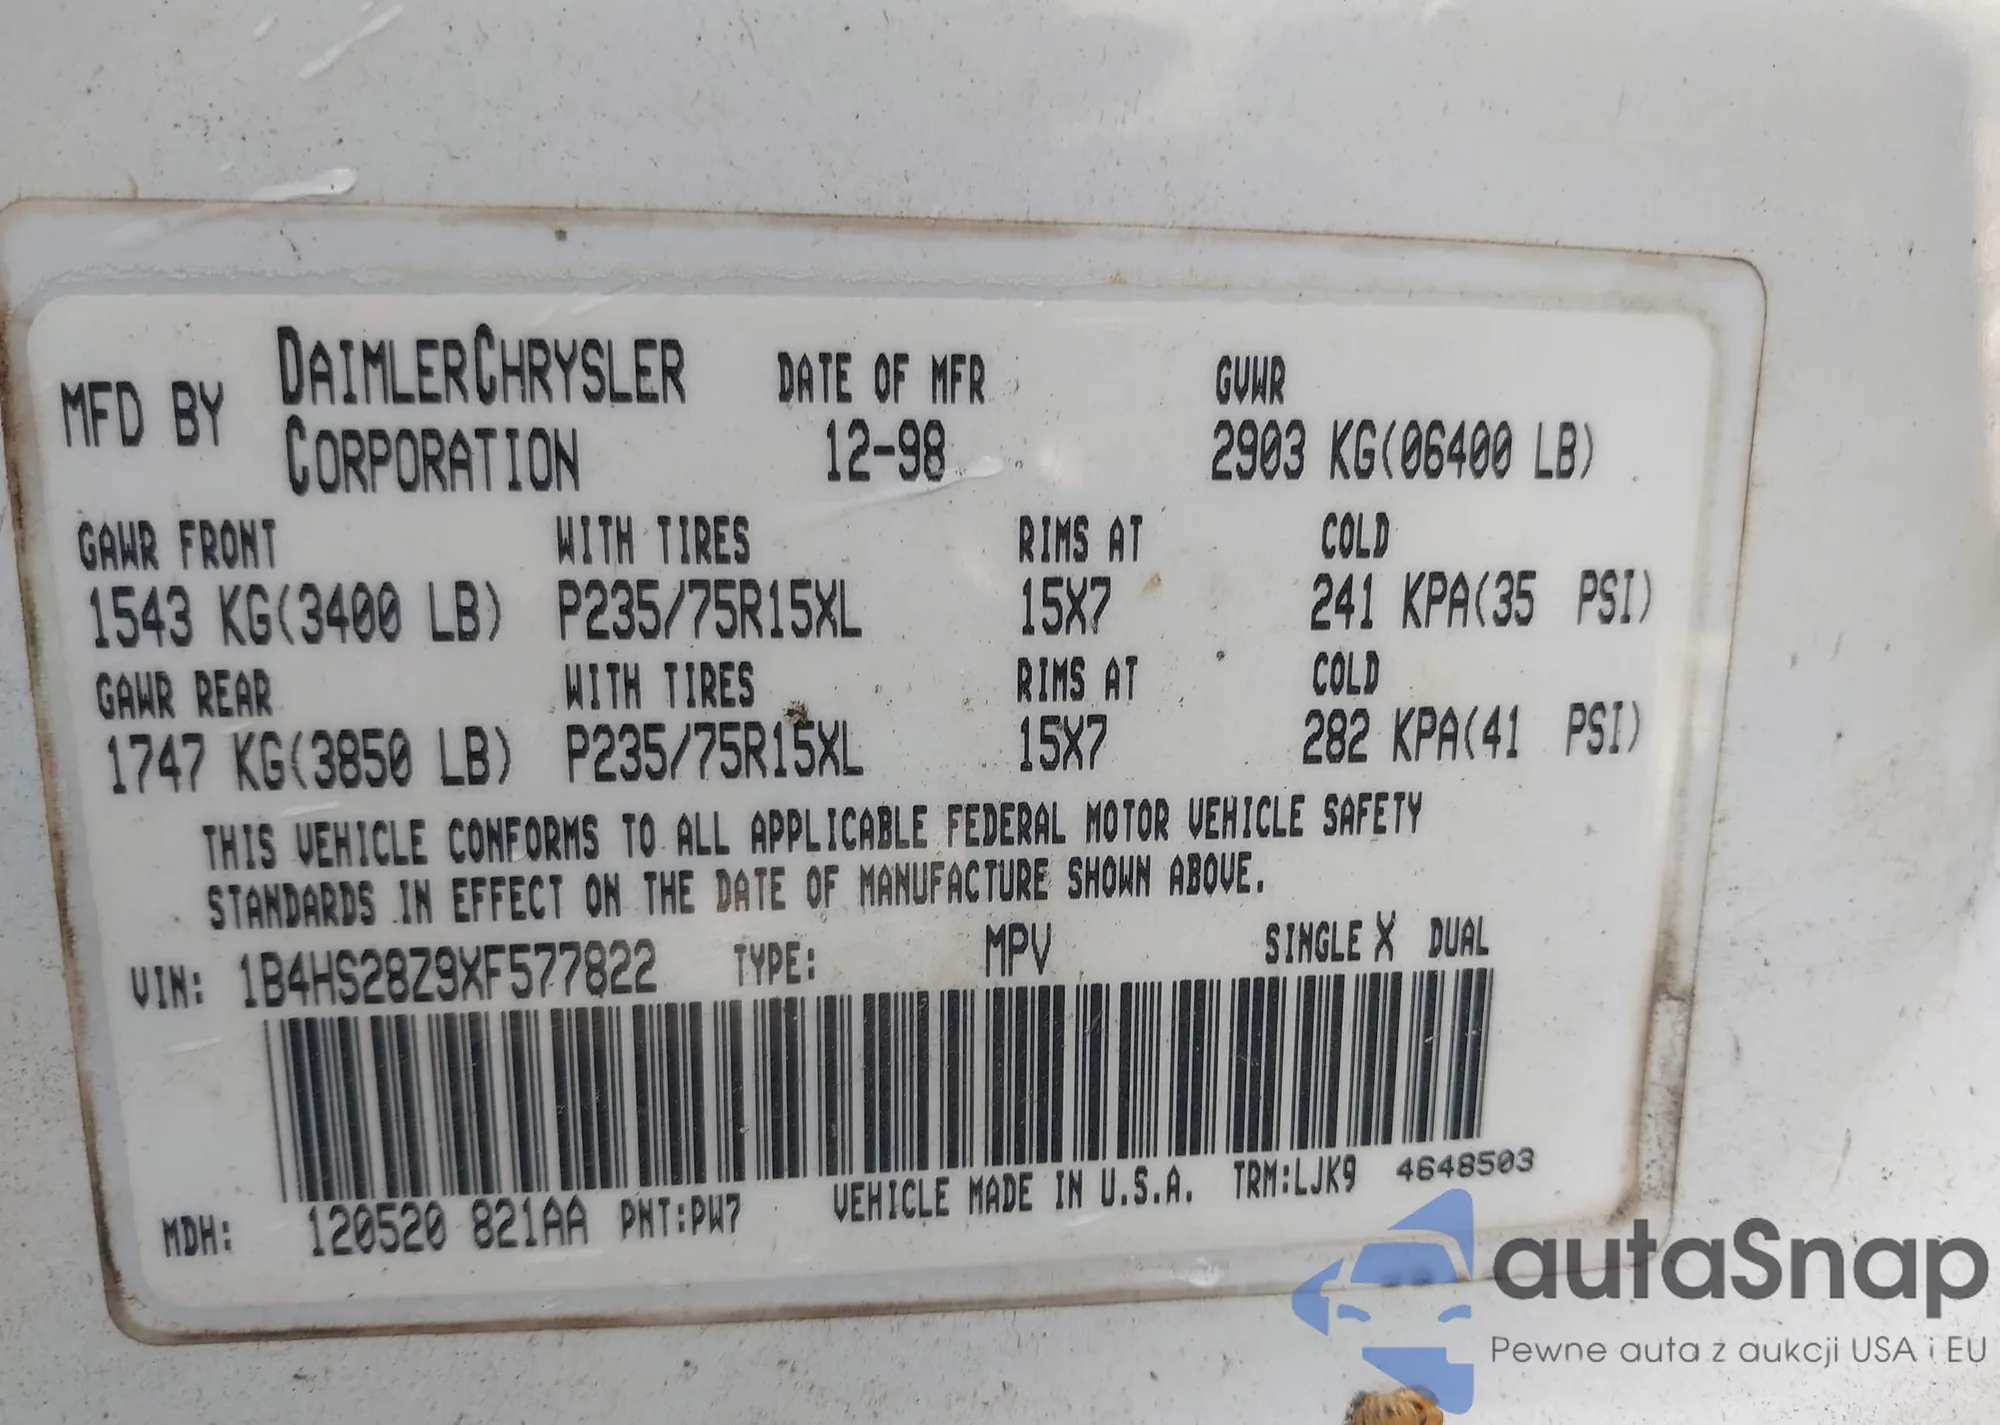 MFD BY DAIMLERCHRYSLER CORPORATION DATE OF MFR 12-98 GVWR 2903 KG(06400 LB)
GAWR FRONT WITH TIRES RIMS AT COLD
1543 KG(3400 LB) P235/75R15XL 15X7 241 KPA(35 PSI)
GAWR REAR WITH TIRES RIMS AT COLD
1747 KG(3850 LB) P235/75R15XL 15X7 282 KPA(41 PSI)
THIS VEHICLE CONFORMS TO ALL APPLICABLE FEDERAL MOTOR VEHICLE SAFETY
STANDARDS IN EFFECT ON THE DATE OF MANUFACTURE SHOWN ABOVE.
VIN: 1B4HS28Z9XF577822 TYPE: MPV SINGLE X DUAL
MDH: 120520 821AA PNT:PW7 VEHICLE MADE IN U.S.A. TRM:LJK9 4648503
autaSnap
Pewne auta z aukcji USA i EU